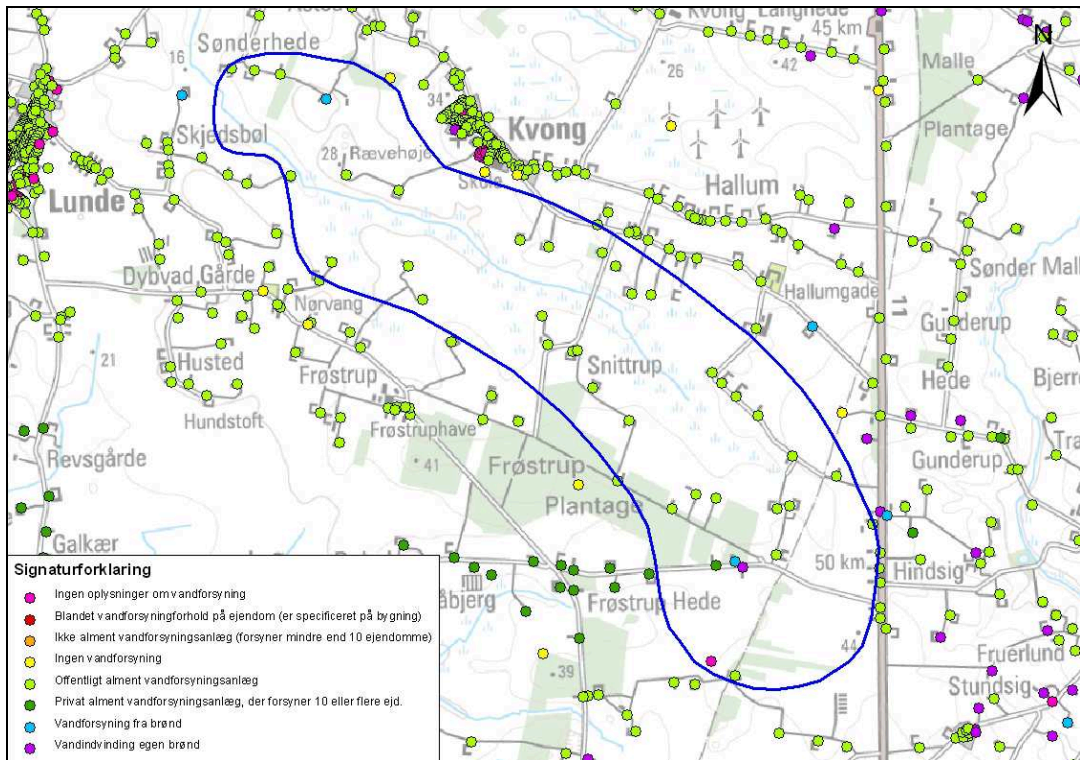 Kvong Langhede
45 km
N
Sønderhede
16
26
42
Malle
34
Kvong
Plantage
Skjedsbøl
28
Rævehøje
Skole
Hallum
Lunde
Dybvad Gårde
Sønder Mall
Hallumgade
11
Nørvang
Gunderup
21
Husted
Snittrup
Hede
Bjerre
Frøstrup
Hundstoft
Frøstruphave
Revsgårde
41
Frøstrup
Gunderup
Plantage
Galkær
50 km
Hindsig
åbjerg
Frøstrup Hede
44
39
Fruerlund
Stundsig
Signaturforklaring
Ingen oplysninger om vandforsyning
Blandet vandforsyningforhold på ejendom (er specificeret på bygning)
Ikke alment vandforsyningsanlæg (forsyner mindre end 10 ejendomme)
Ingen vandforsyning
Offentligt alment vandforsyningsanlæg
Privat alment vandforsyningsanlæg, der forsyner 10 eller flere ejd.
Vandforsyning fra brønd
Vandindvinding egen brønd